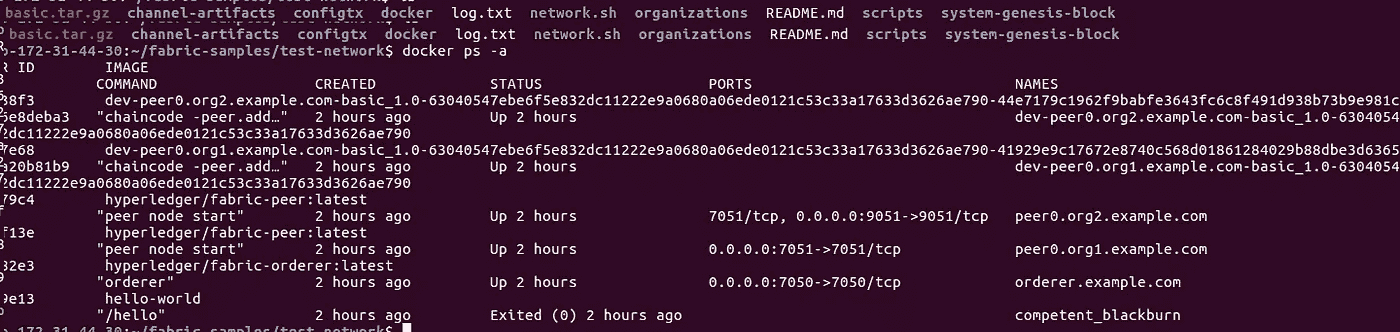 basic.tar.gz channel-artifacts configtx docker log.txt network.sh organizations README.md scripts system-genesis-block
basic.tar.gz channel-artifacts configtx docker log.txt network.sh organizations README.md scripts system-genesis-block
-172-31-44-30:~/fabric-samples/test-network$ docker ps -a
R ID IMAGE
COMMAND CREATED STATUS PORTS NAMES
38f3 dev-peer0.org2.example.com-basic_1.0-63040547ebe6f5e832dc11222e9a0680a06ede0121c53c33a17633d3626ae790-44e7179c1962f9babfe3643fc6c8f491d938b73b9e981c
5e8deba3 "chaincode -peer.add…" 2 hours ago Up 2 hours dev-peer0.org2.example.com-basic_1.0-6304054
2dc11222e9a0680a06ede0121c53c33a17633d3626ae790
7e68 dev-peer0.org1.example.com-basic_1.0-63040547ebe6f5e832dc11222e9a0680a06ede0121c53c33a17633d3626ae790-41929e9c17672e8740c568d01861284029b88dbe3d6365
a20b81b9 "chaincode -peer.add…" 2 hours ago Up 2 hours dev-peer0.org1.example.com-basic_1.0-6304054
2dc11222e9a0680a06ede0121c53c33a17633d3626ae790
79c4 hyperledger/fabric-peer:latest
"peer node start" 2 hours ago Up 2 hours 7051/tcp, 0.0.0.0:9051->9051/tcp peer0.org2.example.com
f13e hyperledger/fabric-peer:latest
"peer node start" 2 hours ago Up 2 hours 0.0.0.0:7051->7051/tcp peer0.org1.example.com
32e3 hyperledger/fabric-orderer:latest
"orderer" 2 hours ago Up 2 hours 0.0.0.0:7050->7050/tcp orderer.example.com
9e13 hello-world
"/hello" 2 hours ago Exited (0) 2 hours ago competent_blackburn
-172-31-44-30:~/fabric-samples/test-network$